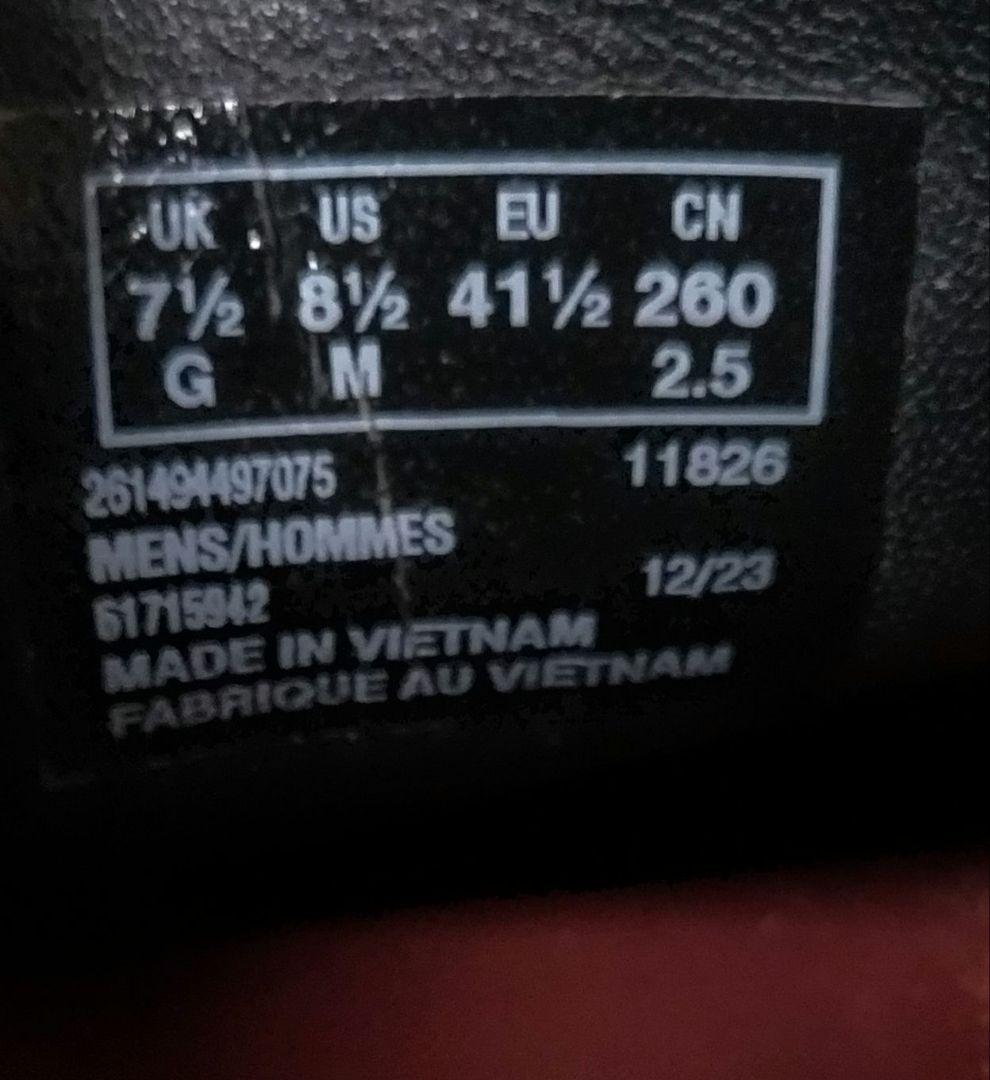 UK US EU CN
7½ 8½ 41½ 260
G M 2.5
261494497075 11826
MENS/HOMMES
61715942 12/23
MADE IN VIETNAM
FABRIQUE AU VIETNAM